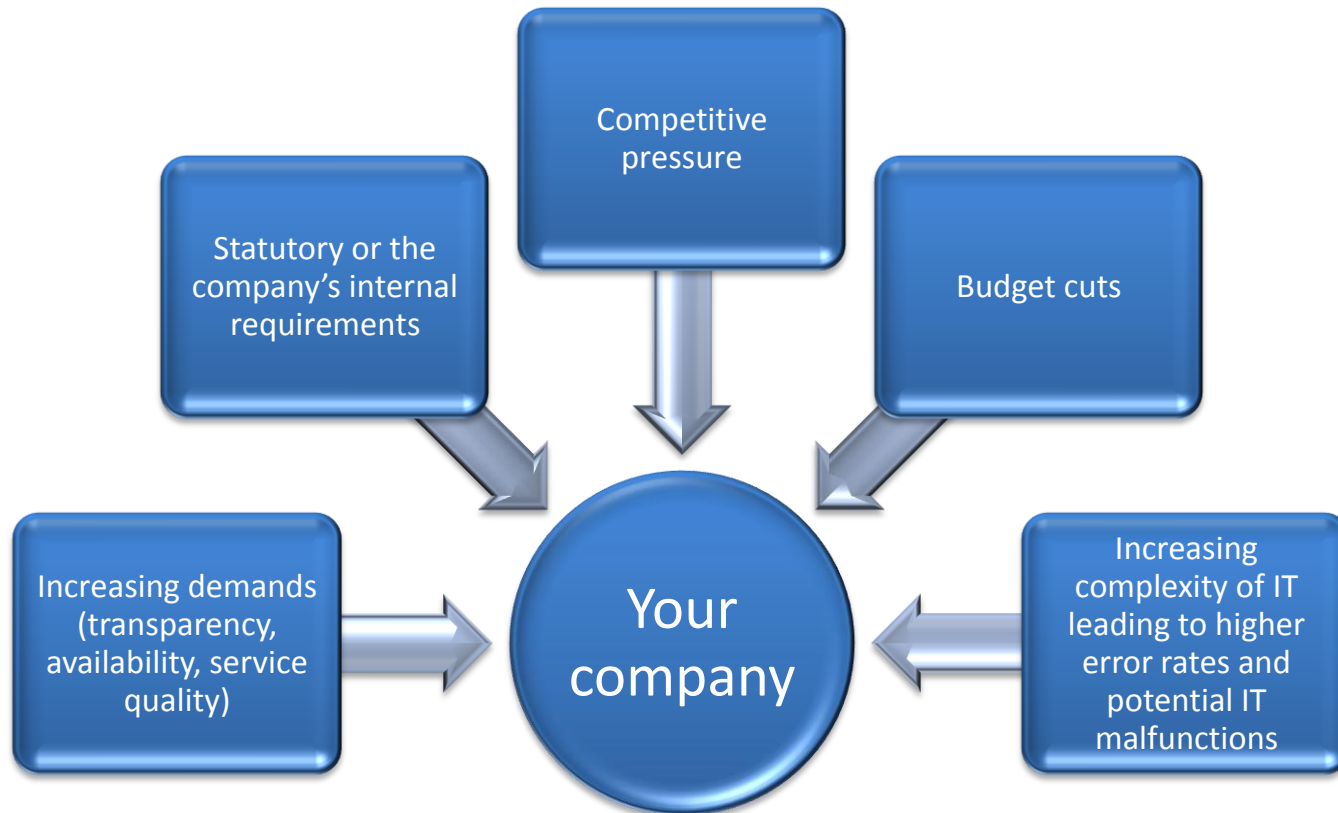 Competitive
pressure
Statutory or the
company’s internal
requirements
Budget cuts
Increasing demands
(transparency,
availability, service
quality)
Your
company
Increasing
complexity of IT
leading to higher
error rates and
potential IT
malfunctions